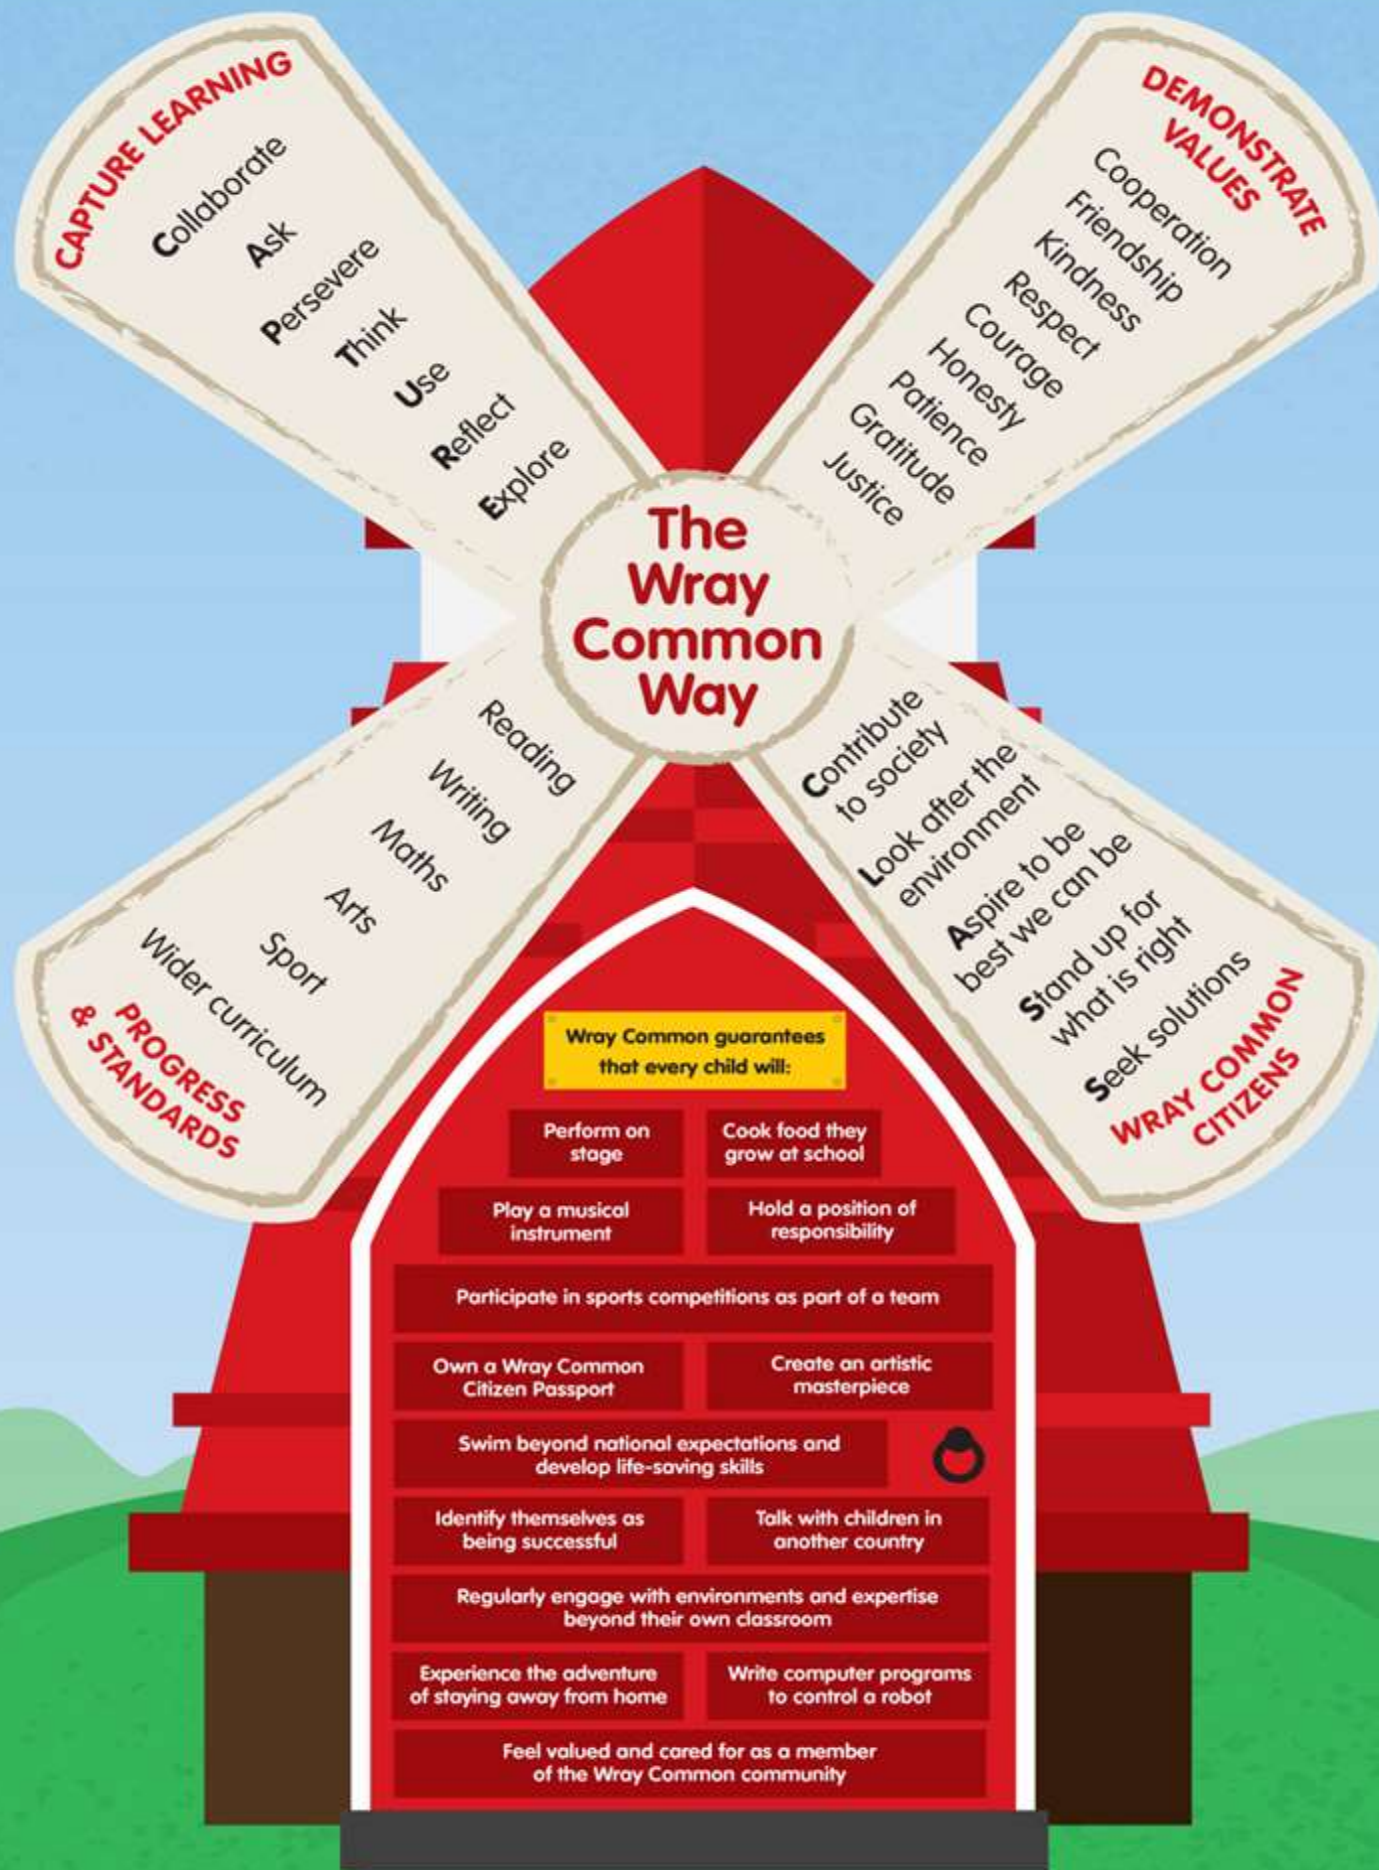 CAPTURE LEARNING
Collaborate
Ask
Persevere
Think
Use
Reflect
Explore
DEMONSTRATE
VALUES
Cooperation
Friendship
Kindness
Respect
Courage
Honesty
Patience
Gratitude
Justice
The
Wray
Common
Way
Reading
Writing
Maths
Arts
Sport
Wider curriculum
PROGRESS
& STANDARDS
Contribute
to society
Look after the
environment
Aspire to be
best we can be
Stand up for
what is right
Seek solutions
WRAY COMMON
CITIZENS
Wray Common guarantees
that every child will:
Perform on
stage
Cook food they
grow at school
Play a musical
instrument
Hold a position of
responsibility
Participate in sports competitions as part of a team
Own a Wray Common
Citizen Passport
Create an artistic
masterpiece
Swim beyond national expectations and
develop life-saving skills
Identify themselves as
being successful
Talk with children in
another country
Regularly engage with environments and expertise
beyond their own classroom
Experience the adventure
of staying away from home
Write computer programs
to control a robot
Feel valued and cared for as a member
of the Wray Common community